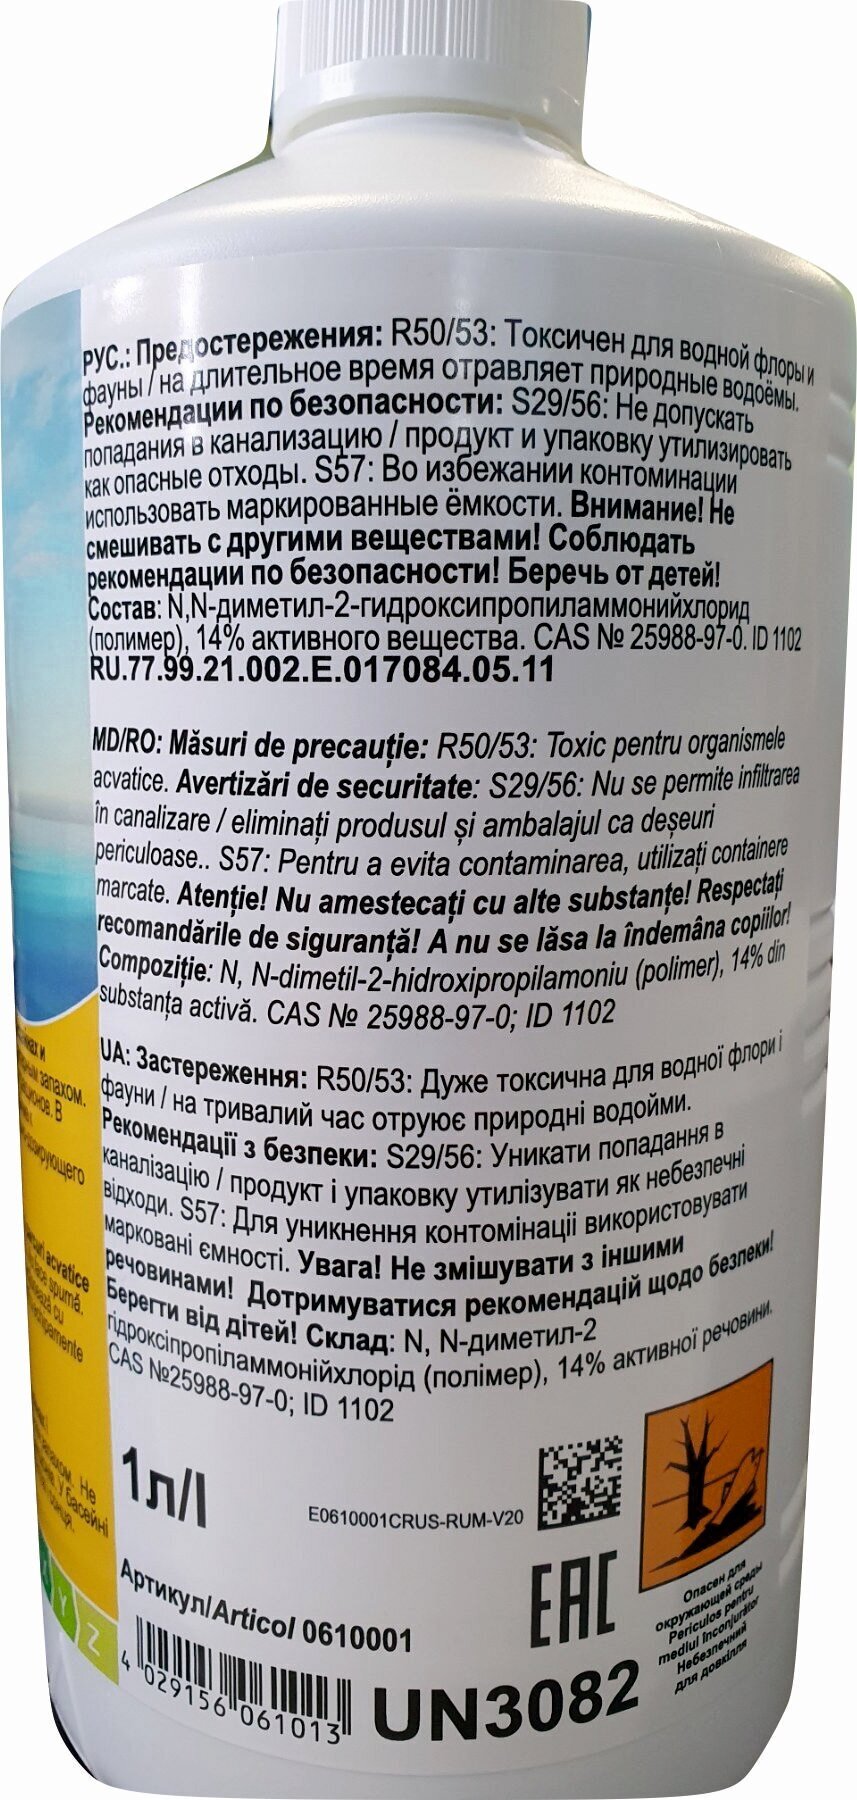 РУС.: Предостережения: R50/53: Токсичен для водной флоры и
фауны / на длительное время отравляет природные водоёмы.
Рекомендации по безопасности: S29/56: Не допускать
попадания в канализацию / продукт и упаковку утилизировать
как опасные отходы. S57: Во избежании контоминации
использовать маркированные ёмкости. Внимание! Не
смешивать с другими веществами! Соблюдать
рекомендации по безопасности! Беречь от детей!
Состав: N,N-диметил-2-гидроксипропиламмонийхлорид
(полимер), 14% активного вещества. CAS № 25988-97-0. ID 1102
RU.77.99.21.002.E.017084.05.11
MD/RO: Măsuri de precauție: R50/53: Toxic pentru organismele
acvatice. Avertizări de securitate: S29/56: Nu se permite infiltrarea
în canalizare / eliminați produsul și ambalajul ca deșeuri
periculoase.. S57: Pentru a evita contaminarea, utilizați containere
marcate. Atenție! Nu amestecați cu alte substanțe! Respectați
recomandările de siguranță! A nu se lăsa la îndemâna copiilor!
Compoziție: N, N-dimetil-2-hidroxipropilamoniu (polimer), 14% din
substanța activă. CAS № 25988-97-0; ID 1102
UA: Застереження: R50/53: Дуже токсична для водної флори і
фауни / на тривалий час отруює природні водойми.
Рекомендації з безпеки: S29/56: Уникати попадання в
каналізацію / продукт і упаковку утилізувати як небезпечні
відходи. S57: Для уникнення контомінації використовувати
марковані ємності. Увага! Не змішувати з іншими
речовинами! Дотримуватися рекомендацій щодо безпеки!
Берегти від дітей! Склад: N, N-диметил-2
гідроксіпропіламмонійхлорід (полімер), 14% активної речовини.
CAS №25988-97-0; ID 1102
1л/l
E0610001CRUS-RUM-V20
Артикул/Articol 0610001
EAC
Опасен для
окружающей среды
Periculos pentru
mediul înconjurător
Небезпечний
для довкілля
4 029156 061013
UN3082
запахом.
В
acvatice
spumă.
cu
запахом. Не
у басейні
Y Z